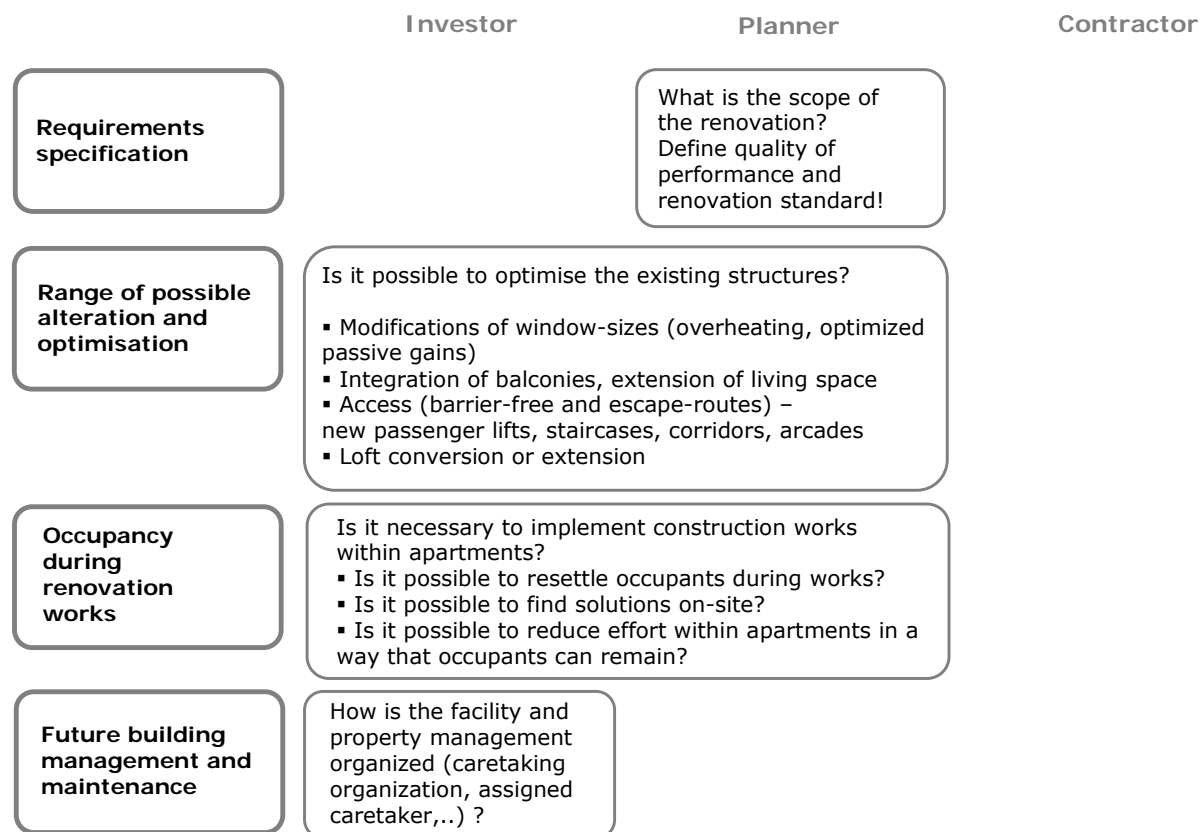 Investor Planner Contractor
Requirements
specification
What is the scope of
the renovation?
Define quality of
performance and
renovation standard!
Range of possible
alteration and
optimisation
Is it possible to optimise the existing structures?
▪ Modifications of window-sizes (overheating, optimized
passive gains)
▪ Integration of balconies, extension of living space
▪ Access (barrier-free and escape-routes) –
new passenger lifts, staircases, corridors, arcades
▪ Loft conversion or extension
Occupancy
during
renovation
works
Is it necessary to implement construction works
within apartments?
▪ Is it possible to resettle occupants during works?
▪ Is it possible to find solutions on-site?
▪ Is it possible to reduce effort within apartments in a
way that occupants can remain?
Future building
management and
maintenance
How is the facility and
property management
organized (caretaking
organization, assigned
caretaker,..) ?